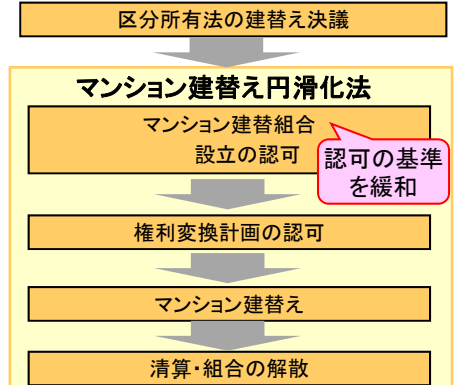 区分所有法の建替え決議
マンション建替え円滑化法
マンション建替組合
設立の認可
認可の基準
を緩和
権利変換計画の認可
マンション建替え
清算・組合の解散